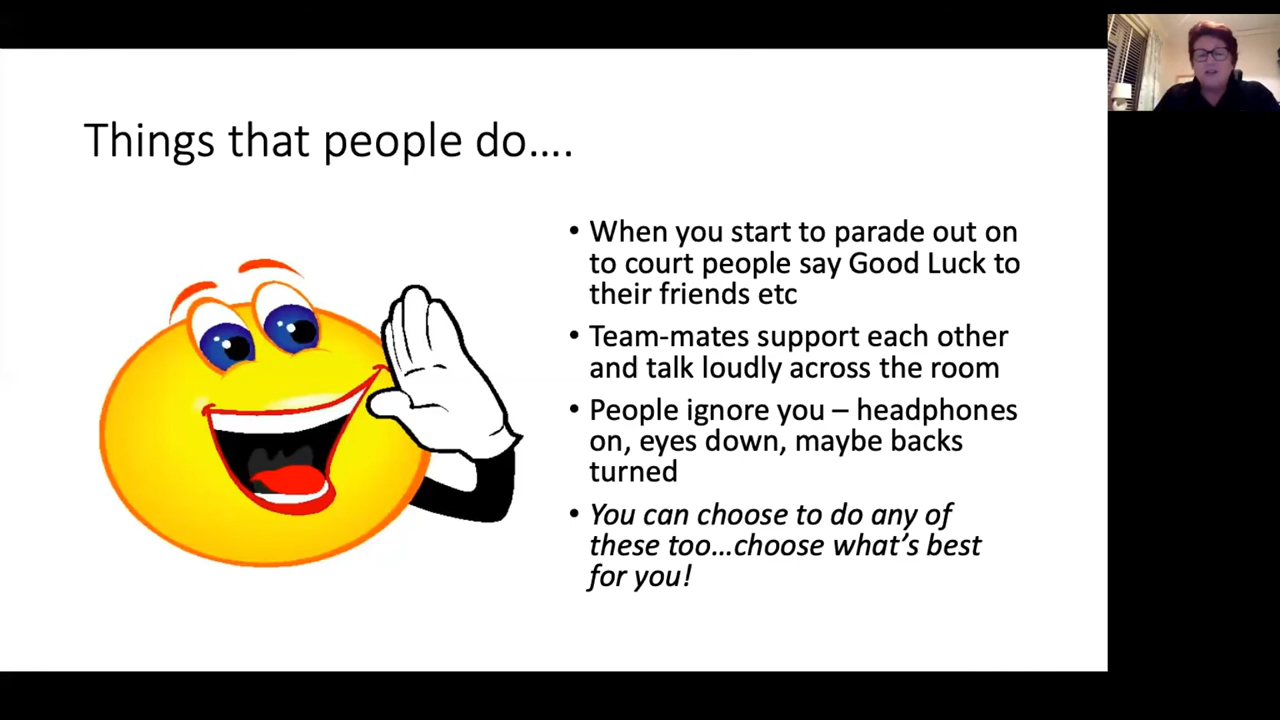 Things that people do....
• When you start to parade out on
to court people say Good Luck to
their friends etc
• Team-mates support each other
and talk loudly across the room
• People ignore you – headphones
on, eyes down, maybe backs
turned
• You can choose to do any of
these too...choose what's best
for you!